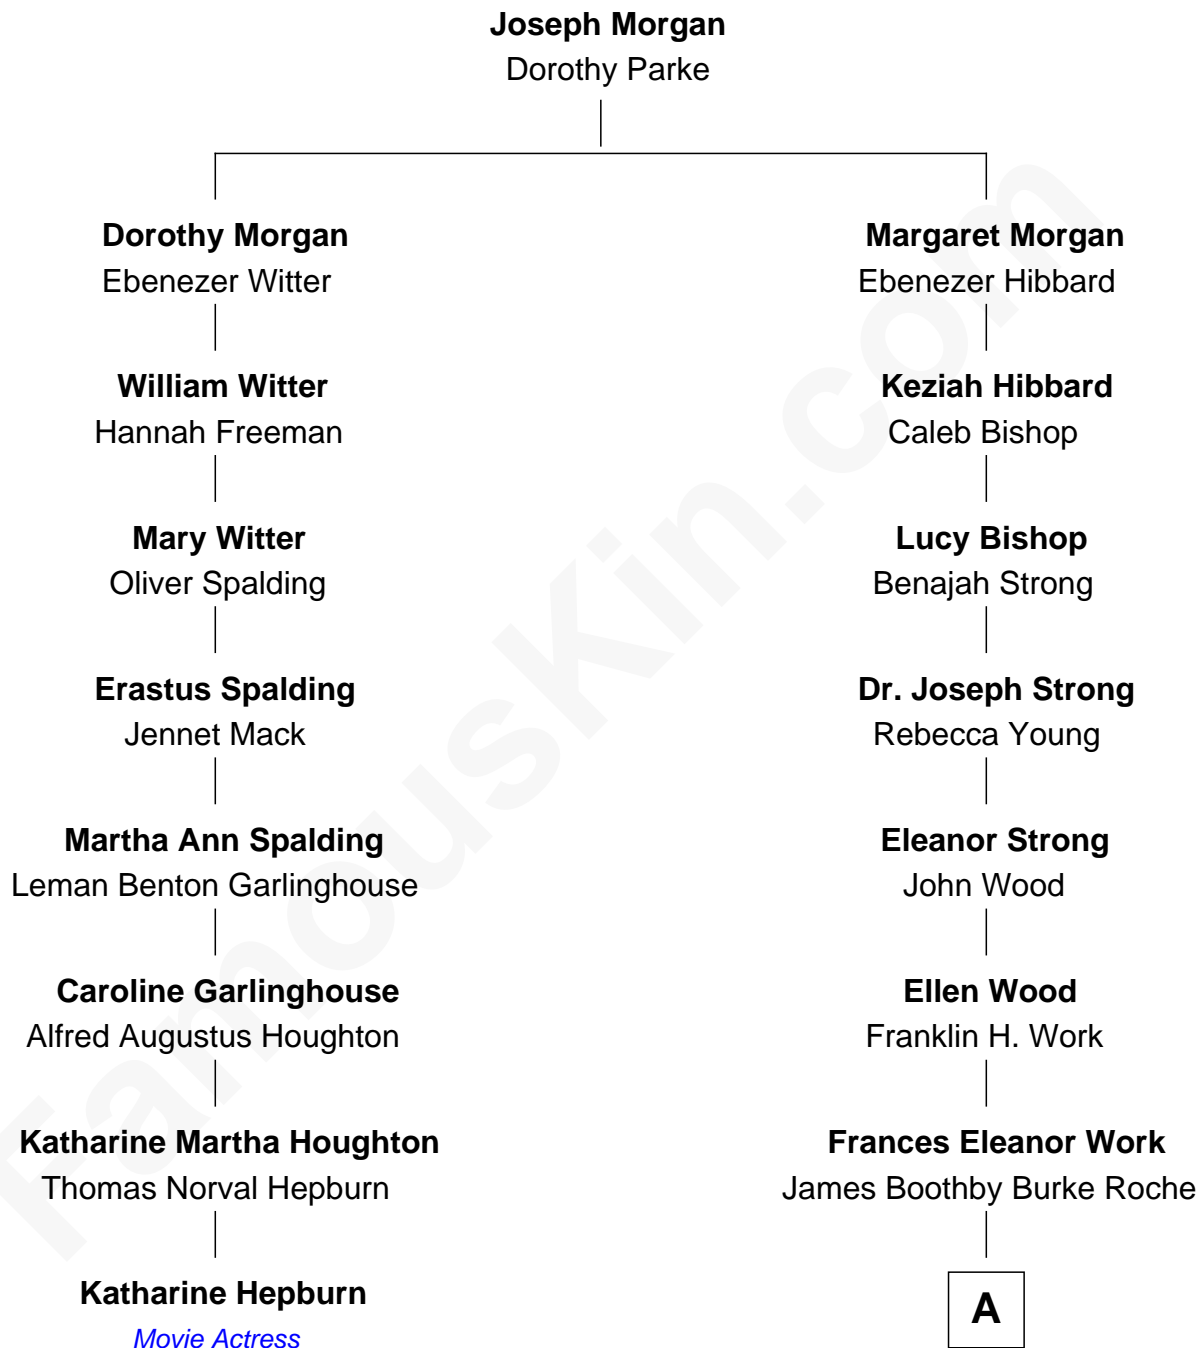 Joseph Morgan
Dorothy Parke
Dorothy Morgan
Ebenezer Witter
William Witter
Hannah Freeman
Mary Witter
Oliver Spalding
Erastus Spalding
Jennet Mack
Martha Ann Spalding
Leman Benton Garlinghouse
Caroline Garlinghouse
Alfred Augustus Houghton
Katharine Martha Houghton
Thomas Norval Hepburn
Katharine Hepburn
Movie Actress
Margaret Morgan
Ebenezer Hibbard
Keziah Hibbard
Caleb Bishop
Lucy Bishop
Benajah Strong
Dr. Joseph Strong
Rebecca Young
Eleanor Strong
John Wood
Ellen Wood
Franklin H. Work
Frances Eleanor Work
James Boothby Burke Roche
A
FamousKin.com